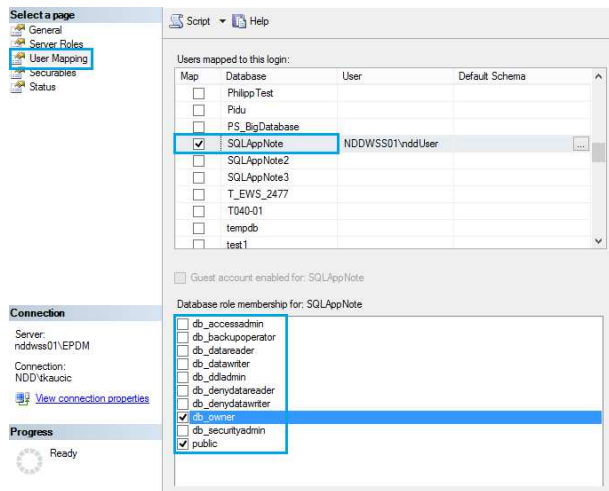 Select a page
General
Server Roles
User Mapping
Securables
Status
Script Help
Users mapped to this login:
Map Database User Default Schema
PhilippTest
Pidu
PS_BigDatabase
SQLAppNote NDDWSS01\nddUser ...
SQLAppNote2
SQLAppNote3
T_EWS_2477
T040-01
tempdb
test1
Guest account enabled for: SQLAppNote
Database role membership for: SQLAppNote
db_accessadmin
db_backupoperator
db_datareader
db_datawriter
db_ddladmin
db_denydatareader
db_denydatawriter
db_owner
db_securityadmin
public
Connection
Server:
nddwss01\EPDM
Connection:
NDD\tkaucic
View connection properties
Progress
Ready